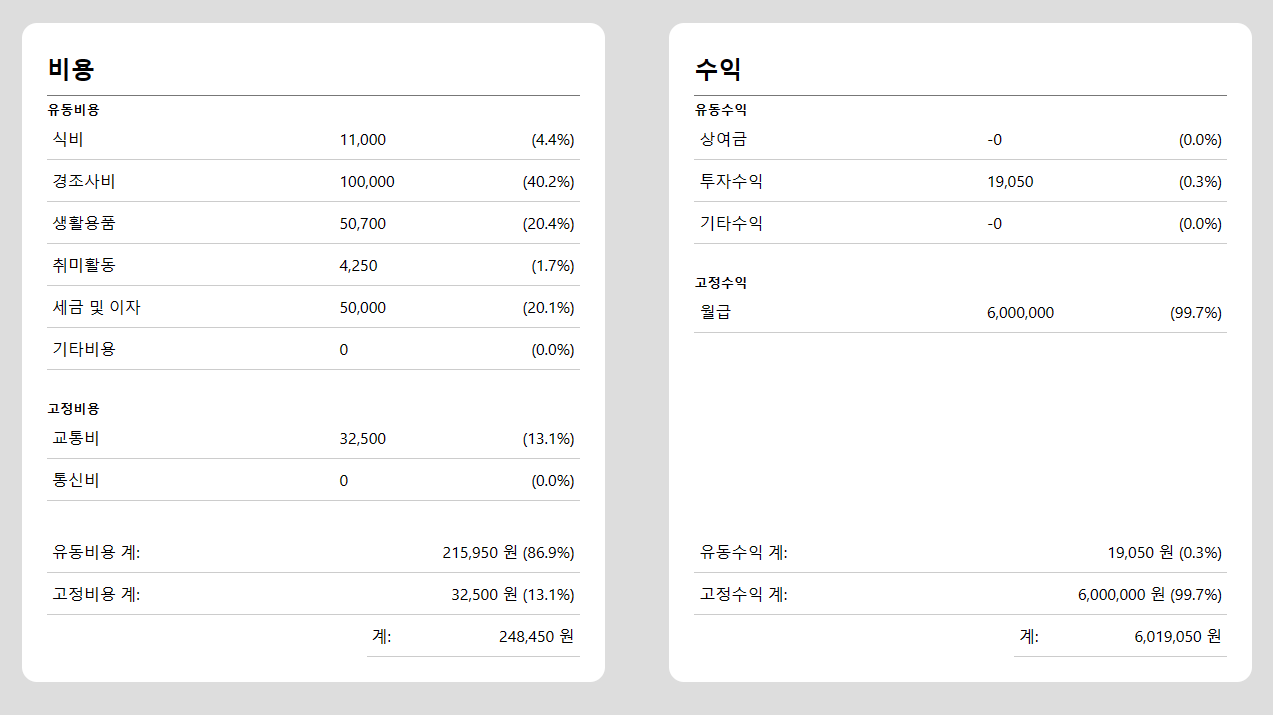 비용
유동비용
식비 11,000 (4.4%)
경조사비 100,000 (40.2%)
생활용품 50,700 (20.4%)
취미활동 4,250 (1.7%)
세금 및 이자 50,000 (20.1%)
기타비용 0 (0.0%)
고정비용
교통비 32,500 (13.1%)
통신비 0 (0.0%)
유동비용 계: 215,950 원 (86.9%)
고정비용 계: 32,500 원 (13.1%)
계: 248,450 원
수익
유동수익
상여금 -0 (0.0%)
투자수익 19,050 (0.3%)
기타수익 -0 (0.0%)
고정수익
월급 6,000,000 (99.7%)
유동수익 계: 19,050 원 (0.3%)
고정수익 계: 6,000,000 원 (99.7%)
계: 6,019,050 원